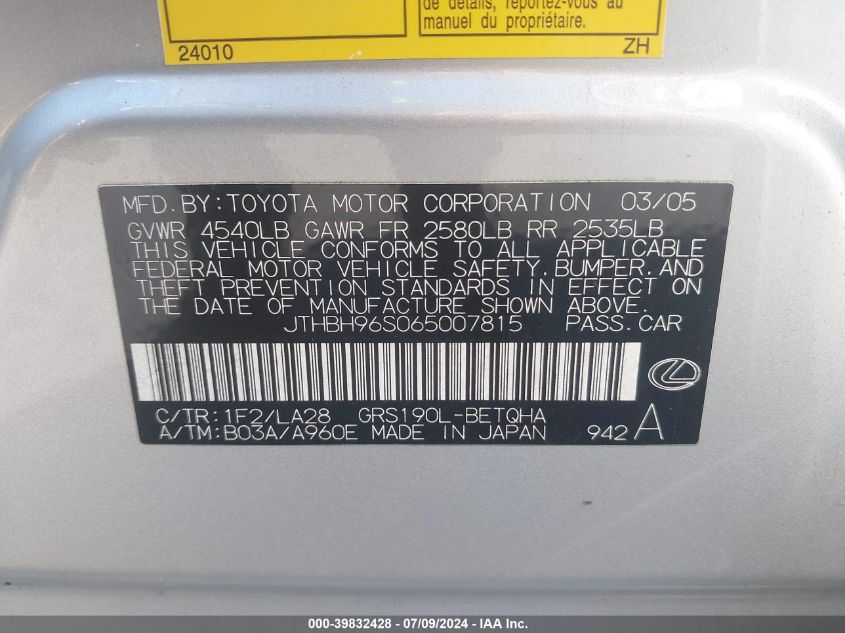 de détails, reportez-vous au
manuel du propriétaire.
24010 ZH
MFD. BY: TOYOTA MOTOR CORPORATION 03/05
GVWR 4540LB GAWR FR 2580LB RR 2535LB
THIS VEHICLE CONFORMS TO ALL APPLICABLE
FEDERAL MOTOR VEHICLE SAFETY. BUMPER. AND
THEFT PREVENTION STANDARDS IN EFFECT ON
THE DATE OF MANUFACTURE SHOWN ABOVE.
JTHBH96S065007815 PASS. CAR
C/TR: 1F2/LA28 GRS190L-BETQHA
A/TM: B03A/A960E MADE IN JAPAN 942 A
000-39832428 - 07/09/2024 - IAA Inc.